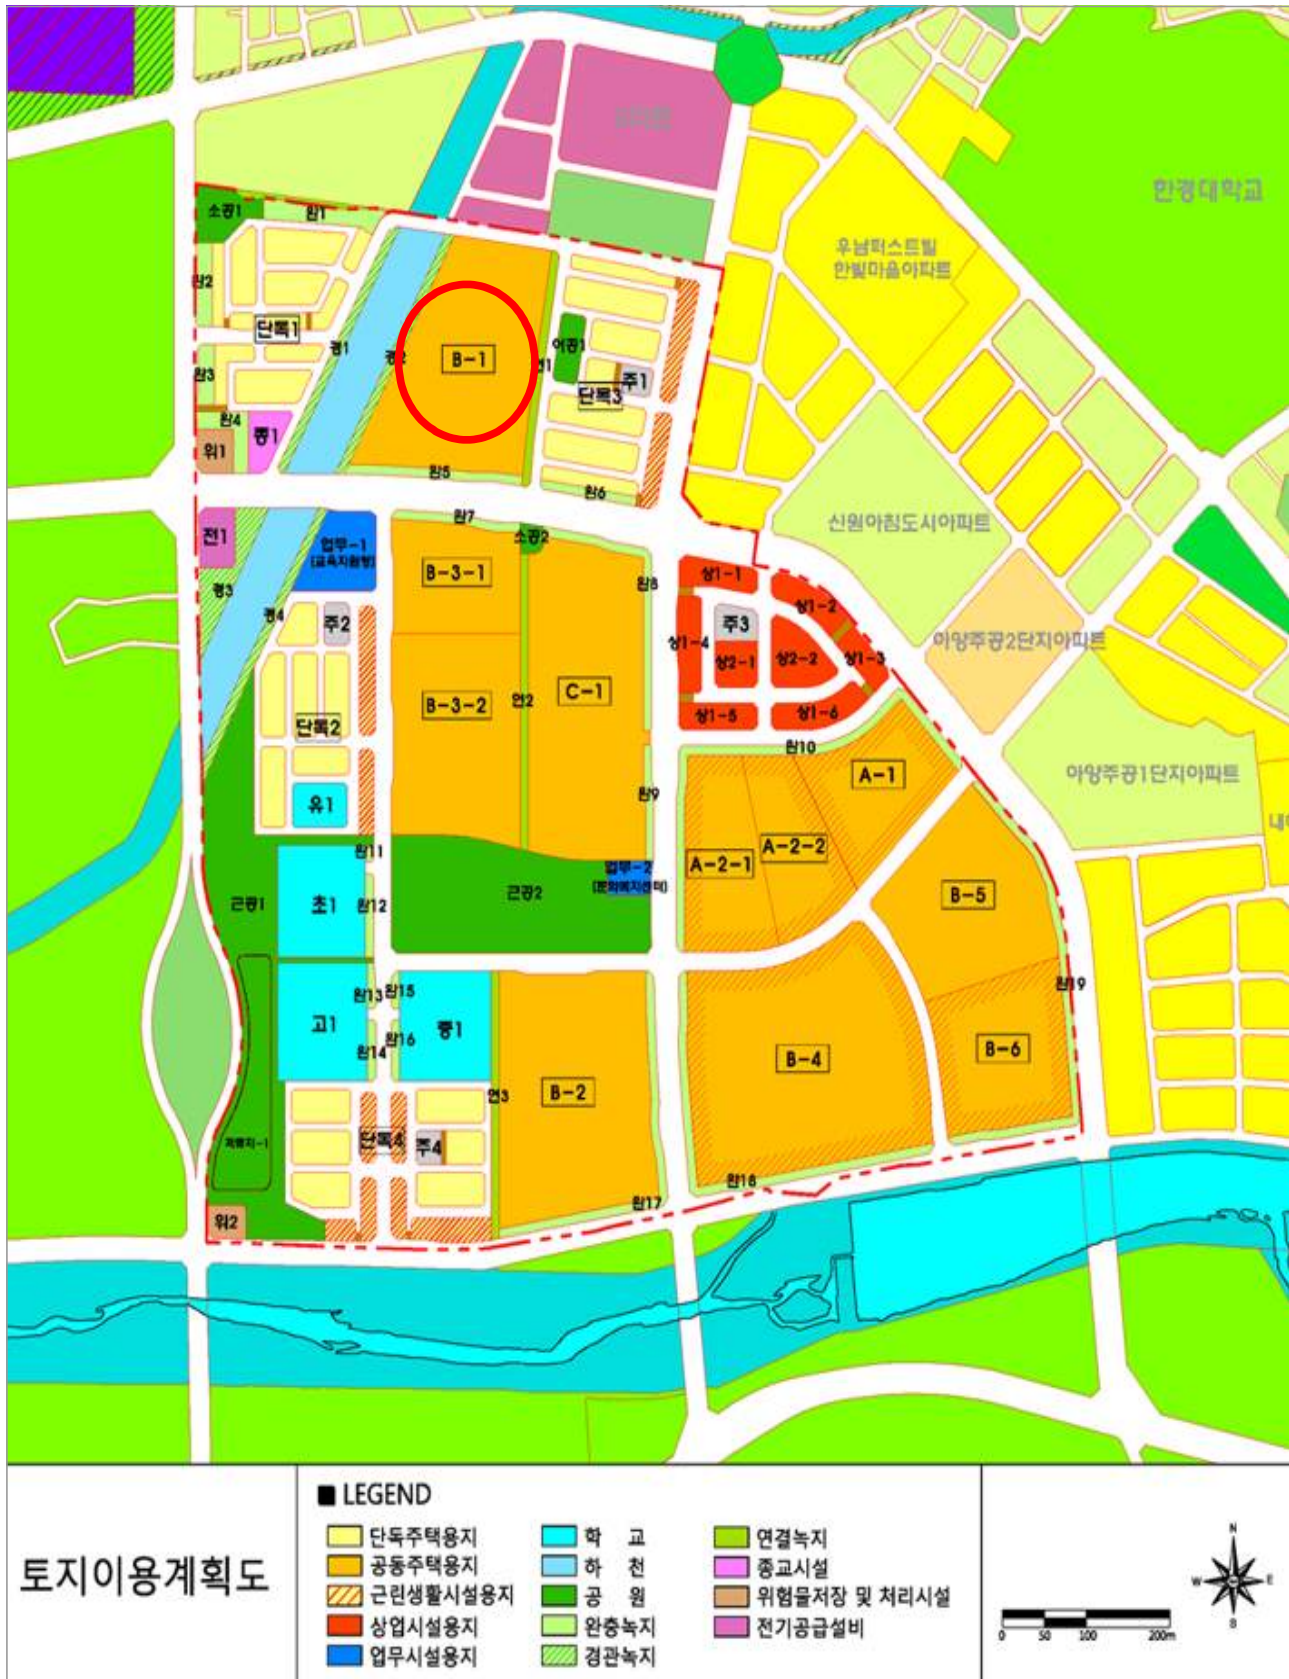 한경대학교
소공1
완1
우남퍼스트빌
한빛마을아파트
완2
단독1
경1
경2
B-1
연1
어공1
주1
단독3
완3
완4
위1
종1
완5
완6
신원아침도시아파트
전1
업무-1
완7
소공2
B-3-1
경3
경4
주2
완8
상1-1
상1-2
상1-4
주3
상2-1
상2-2
상1-3
아양주공2단지아파트
B-3-2
연2
C-1
단독2
상1-5
상1-6
완10
A-1
아양주공1단지아파트
유1
완9
A-2-1
A-2-2
업무-2
완11
근공1
초1
완12
근공2
B-5
고1
완13
완15
중1
완14
완16
완19
B-4
B-6
연3
B-2
단독4
주4
저류지-1
위2
완17
완18
토지이용계획도
LEGEND
단독주택용지
공동주택용지
근린생활시설용지
상업시설용지
업무시설용지
학 교
하 천
공 원
완충녹지
경관녹지
연결녹지
종교시설
위험물저장 및 처리시설
전기공급설비
N
W
E
S
0 50 100 200m